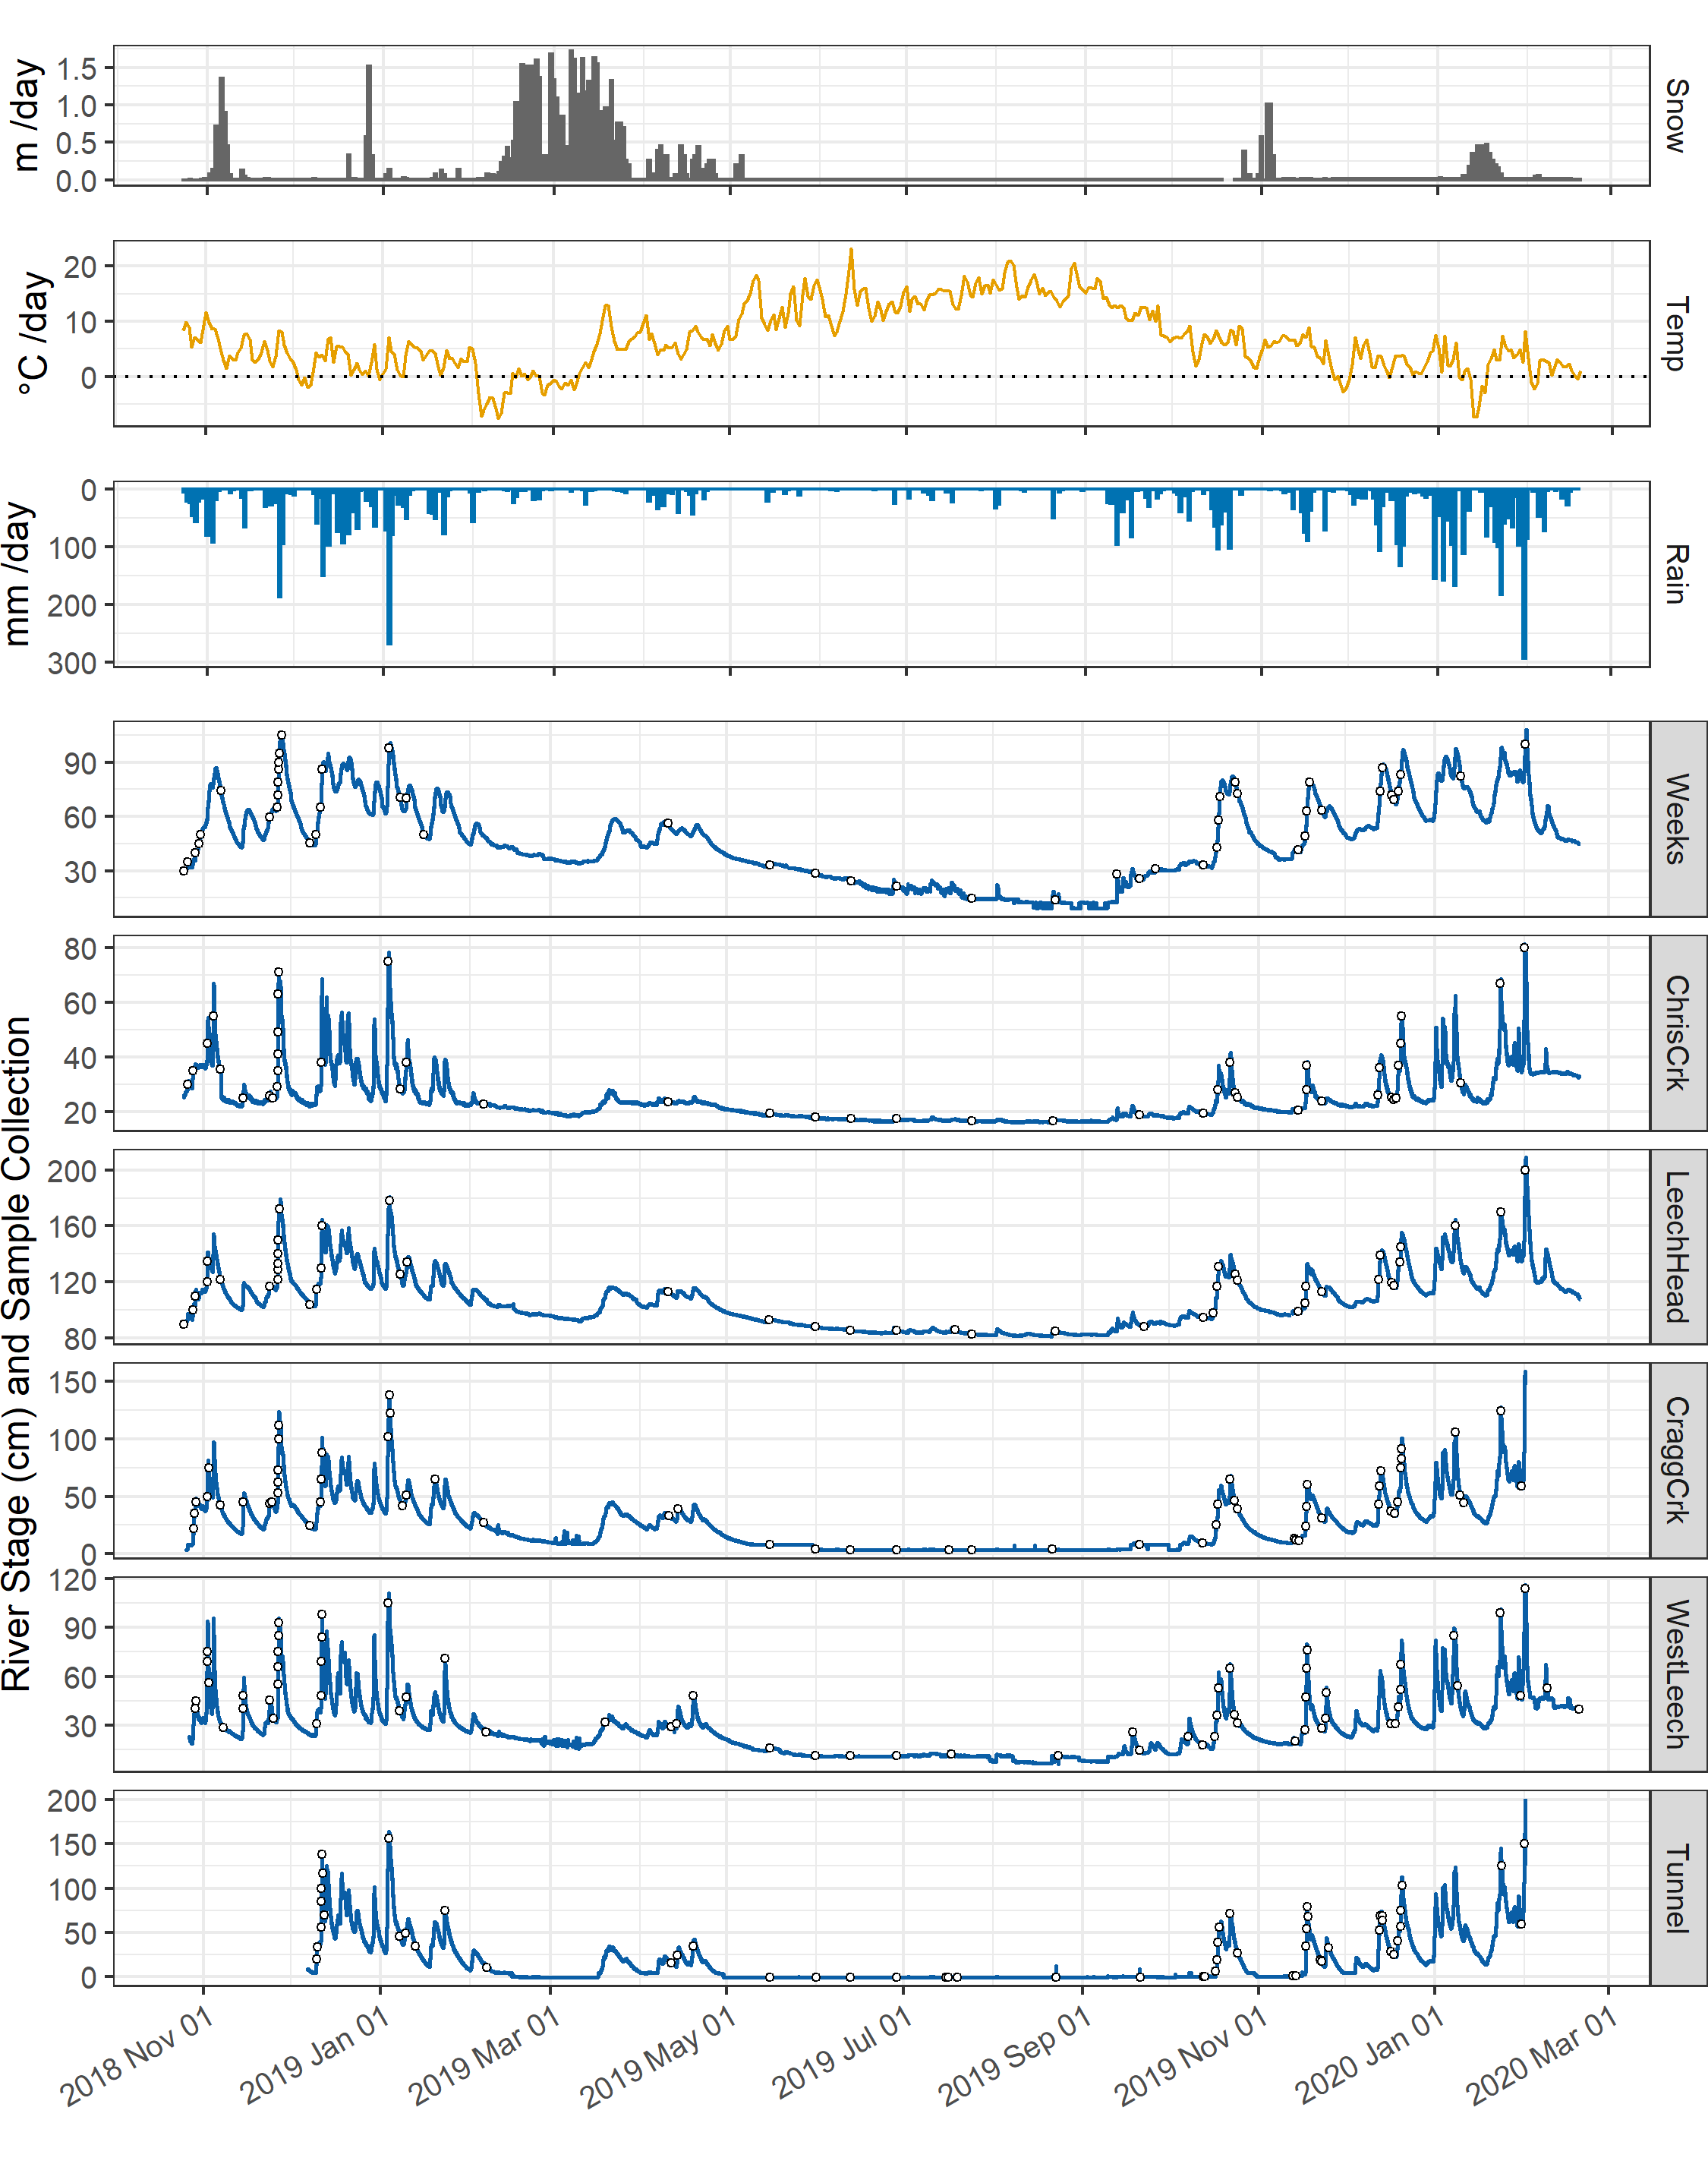 m /day
1.5
1.0
0.5
0.0
Snow
°C /day
20
10
0
Temp
mm /day
0
100
200
300
Rain
River Stage (cm) and Sample Collection
90
60
30
Weeks
80
60
40
20
ChrisCrk
200
160
120
80
LeechHead
150
100
50
0
CraggCrk
120
90
60
30
WestLeech
200
150
100
50
0
Tunnel
2018 Nov 01
2019 Jan 01
2019 Mar 01
2019 May 01
2019 Jul 01
2019 Sep 01
2019 Nov 01
2020 Jan 01
2020 Mar 01